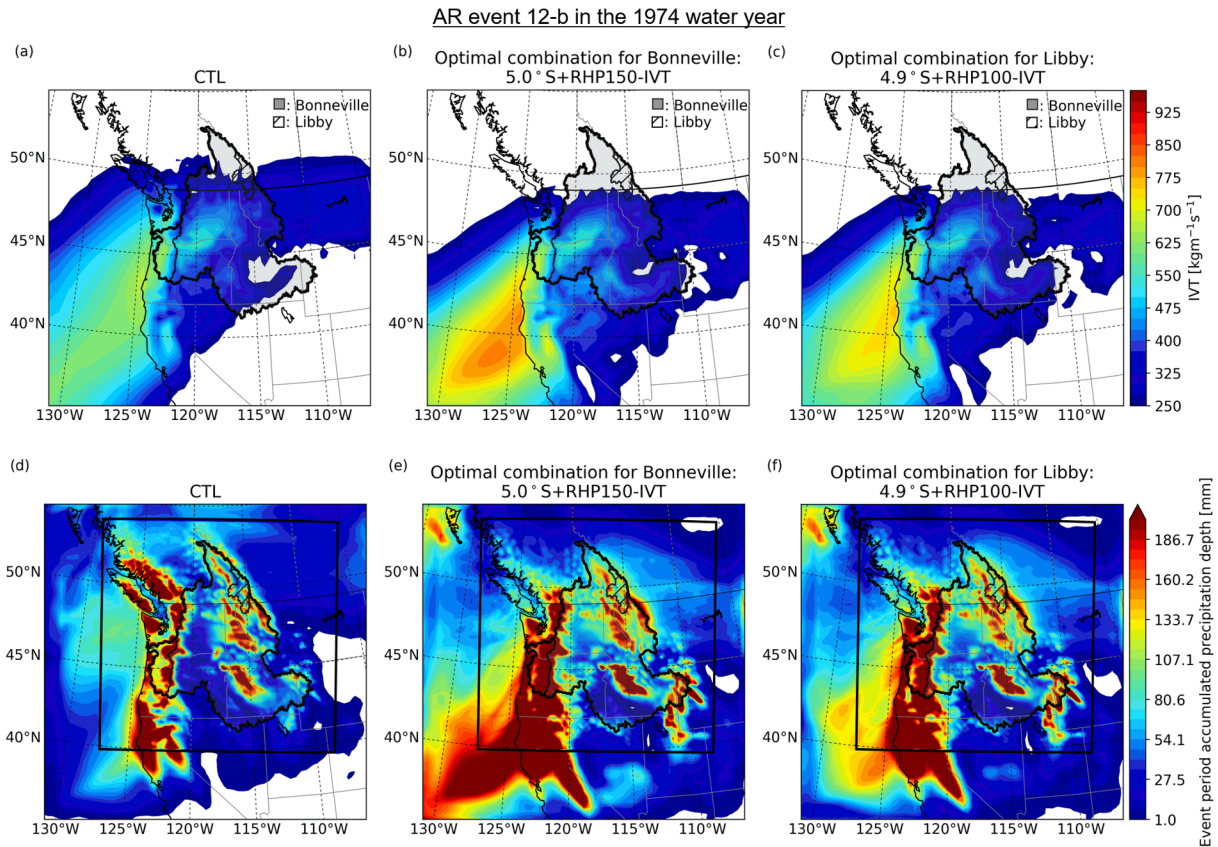 AR event 12-b in the 1974 water year
(a)
CTL
(b)
Optimal combination for Bonneville:
5.0°S+RHP150-IVT
(c)
Optimal combination for Libby:
4.9°S+RHP100-IVT
: Bonneville
: Libby
: Bonneville
: Libby
: Bonneville
: Libby
50°N
45°N
40°N
130°W 125°W 120°W 115°W 110°W
50°N
45°N
40°N
130°W 125°W 120°W 115°W 110°W
50°N
45°N
40°N
130°W 125°W 120°W 115°W 110°W
925
850
775
700
625
550
475
400
325
250
IVT [kgm⁻¹s⁻¹]
(d)
CTL
(e)
Optimal combination for Bonneville:
5.0°S+RHP150-IVT
(f)
Optimal combination for Libby:
4.9°S+RHP100-IVT
50°N
45°N
40°N
130°W 125°W 120°W 115°W 110°W
50°N
45°N
40°N
130°W 125°W 120°W 115°W 110°W
50°N
45°N
40°N
130°W 125°W 120°W 115°W 110°W
186.7
160.2
133.7
107.1
80.6
54.1
27.5
1.0
Event period accumulated precipitation depth [mm]